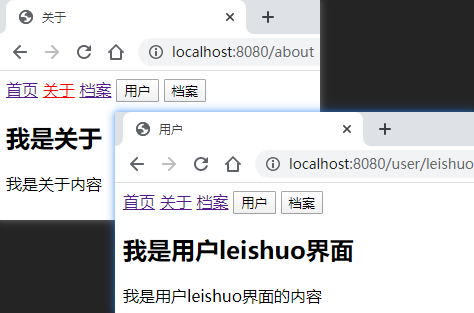 关于
localhost:8080/about
首页 关于 档案 用户 档案
我是关于
我是关于内容
用户
localhost:8080/user/leishuo
首页 关于 档案 用户 档案
我是用户leishuo界面
我是用户leishuo界面的内容